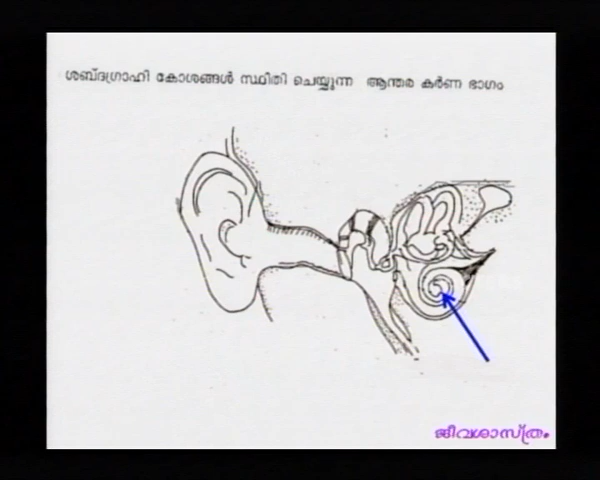 ശബ്ദഗ്രാഹി കോശങ്ങൾ സ്ഥിതി ചെയ്യുന്ന ആന്തര കർണ ഭാഗം
ജീവശാസ്ത്രം